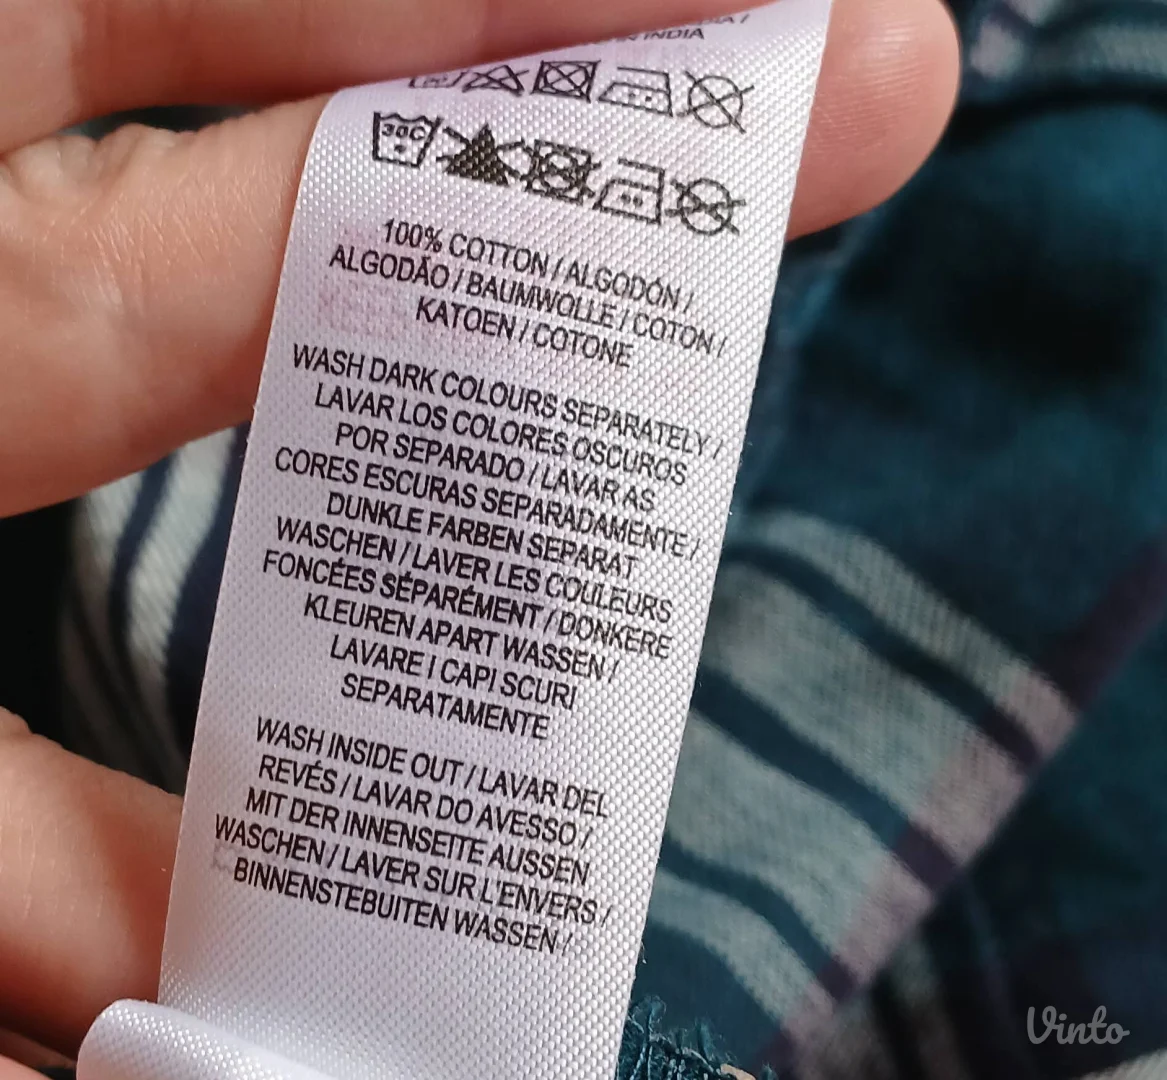 IN INDIA
30C
100% COTTON / ALGODÓN /
ALGODÃO / BAUMWOLLE / COTON /
KATOEN / COTONE
WASH DARK COLOURS SEPARATELY /
LAVAR LOS COLORES OSCUROS
POR SEPARADO / LAVAR AS
CORES ESCURAS SEPARADAMENTE /
DUNKLE FARBEN SEPARAT
WASCHEN / LAVER LES COULEURS
FONCÉES SÉPARÉMENT / DONKERE
KLEUREN APART WASSEN /
LAVARE I CAPI SCURI
SEPARATAMENTE
WASH INSIDE OUT / LAVAR DEL
REVÉS / LAVAR DO AVESSO /
MIT DER INNENSEITE AUSSEN
WASCHEN / LAVER SUR L'ENVERS /
BINNENSTEBUITEN WASSEN /
Vinto